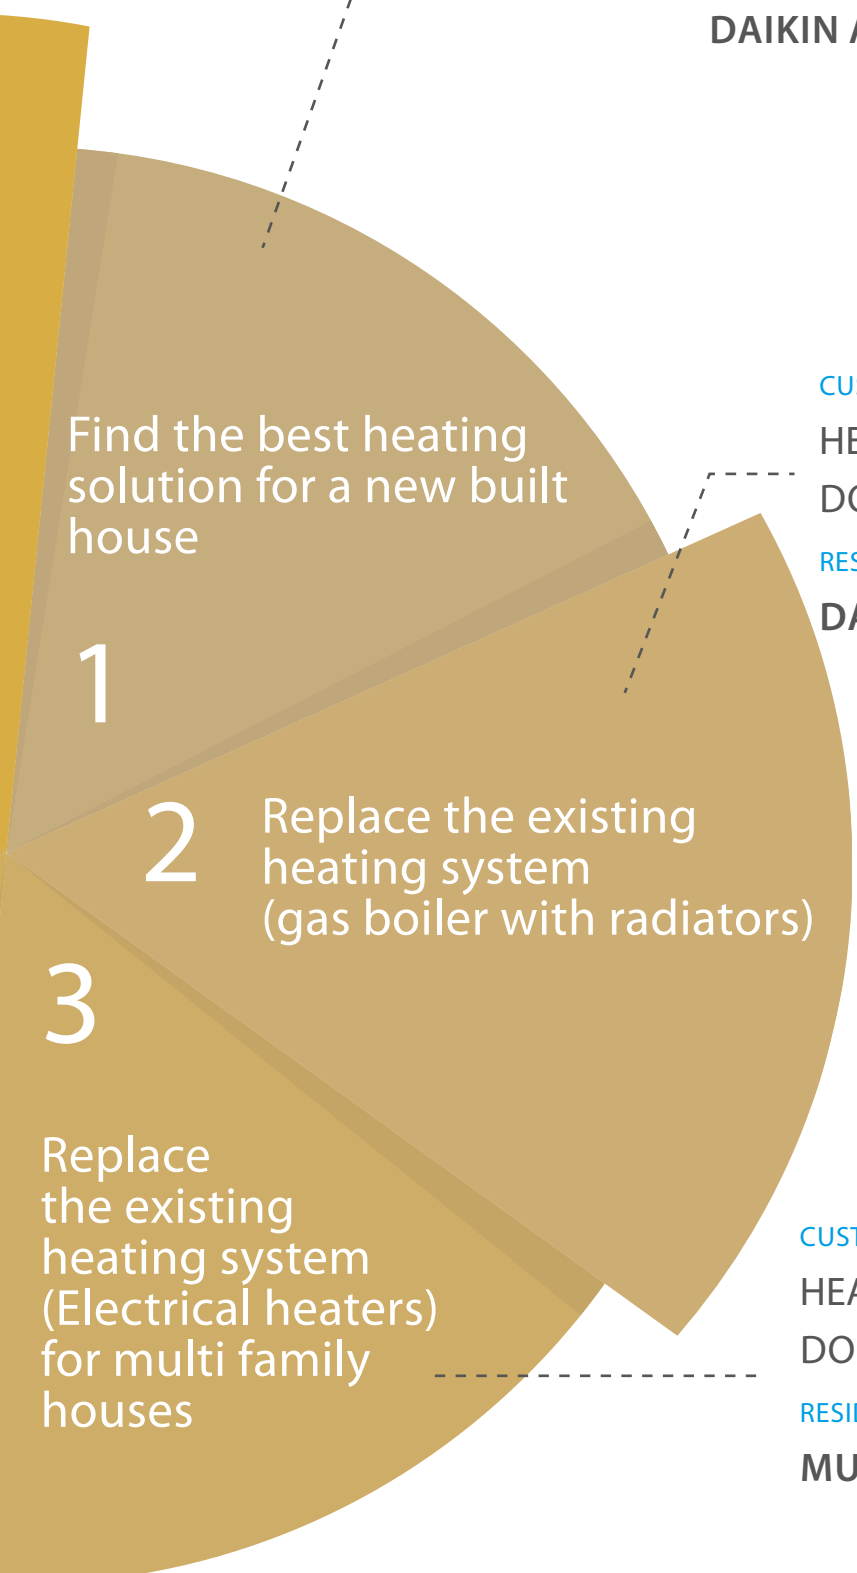 DAIKIN
Find the best heating
solution for a new built
house
1
2
Replace the existing
heating system
(gas boiler with radiators)
3
Replace
the existing
heating system
(Electrical heaters)
for multi family
houses